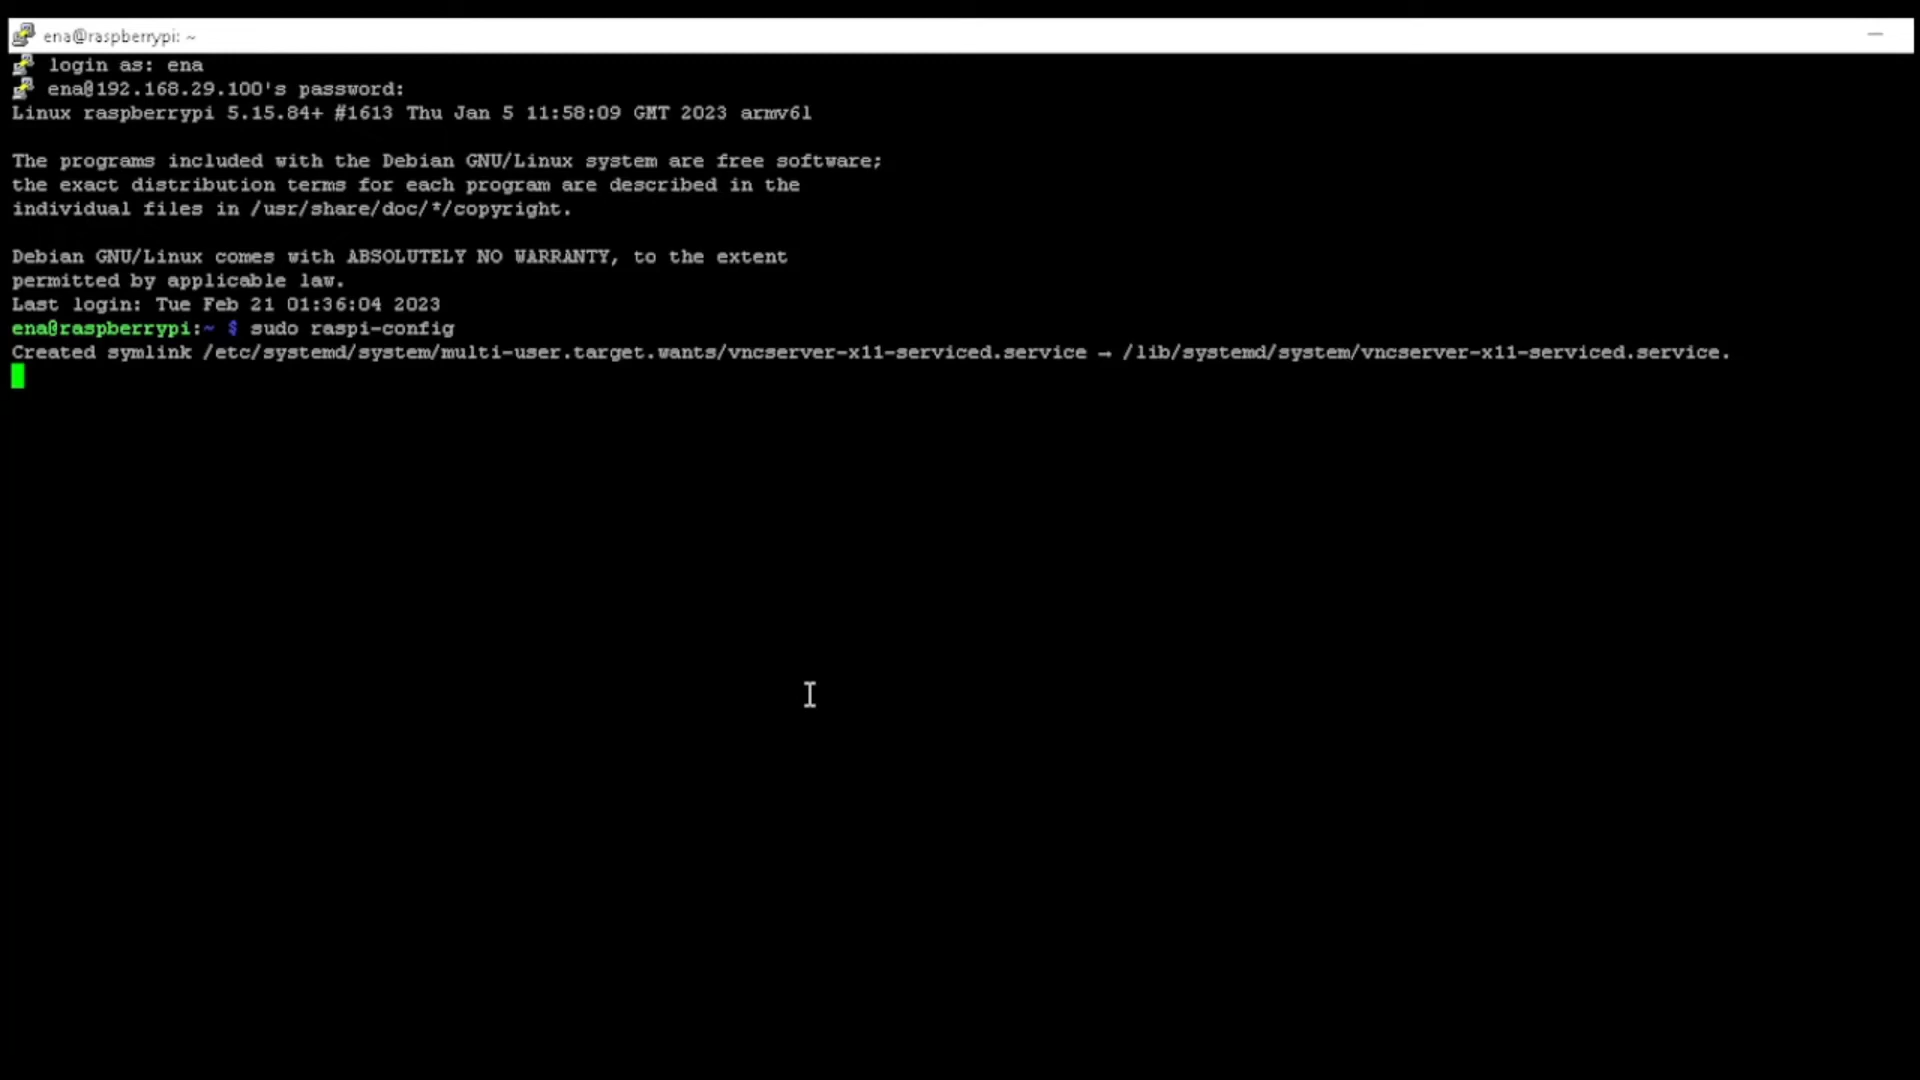 ena@raspberrypi: ~
login as: ena
ena@192.168.29.100's password:
Linux raspberrypi 5.15.84+ #1613 Thu Jan 5 11:58:09 GMT 2023 armv6l
The programs included with the Debian GNU/Linux system are free software;
the exact distribution terms for each program are described in the
individual files in /usr/share/doc/*/copyright.
Debian GNU/Linux comes with ABSOLUTELY NO WARRANTY, to the extent
permitted by applicable law.
Last login: Tue Feb 21 01:36:04 2023
ena@raspberrypi:~ $ sudo raspi-config
Created symlink /etc/systemd/system/multi-user.target.wants/vncserver-x11-serviced.service → /lib/systemd/system/vncserver-x11-serviced.service.